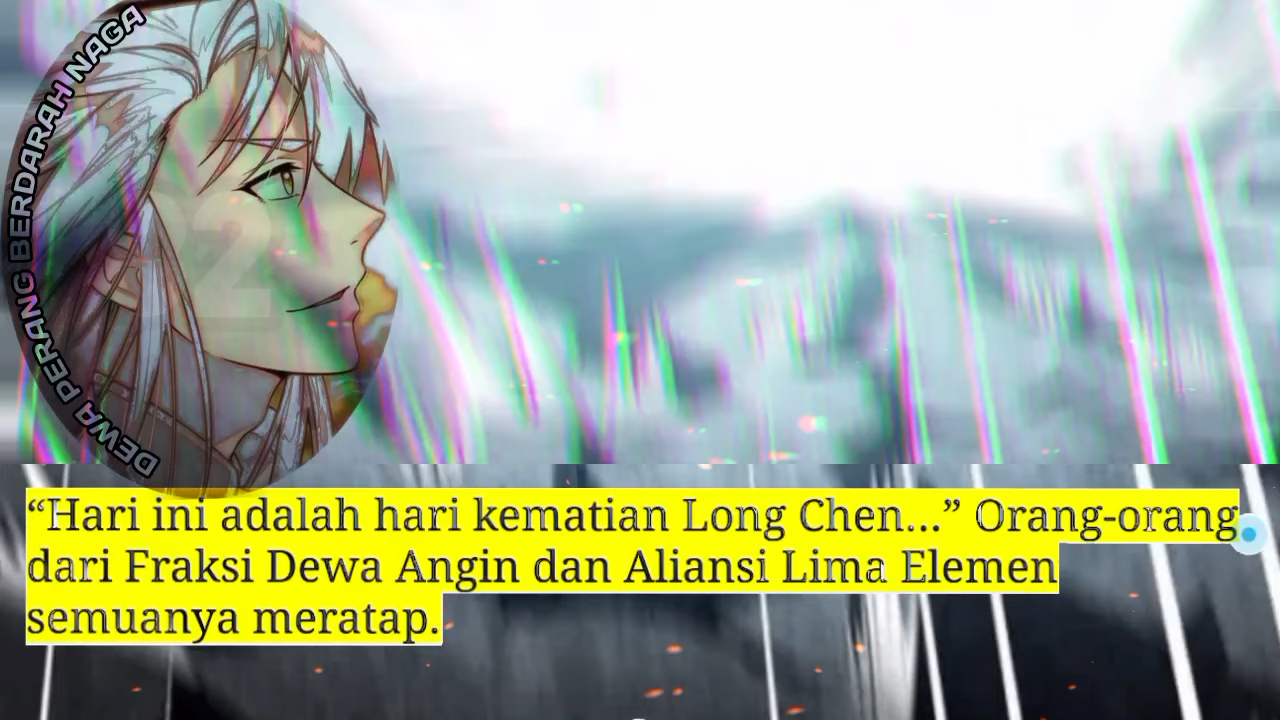 DEWA PERANG BERDARAH NAGA
“Hari ini adalah hari kematian Long Chen...” Orang-orang
dari Fraksi Dewa Angin dan Aliansi Lima Elemen
semuanya meratap.